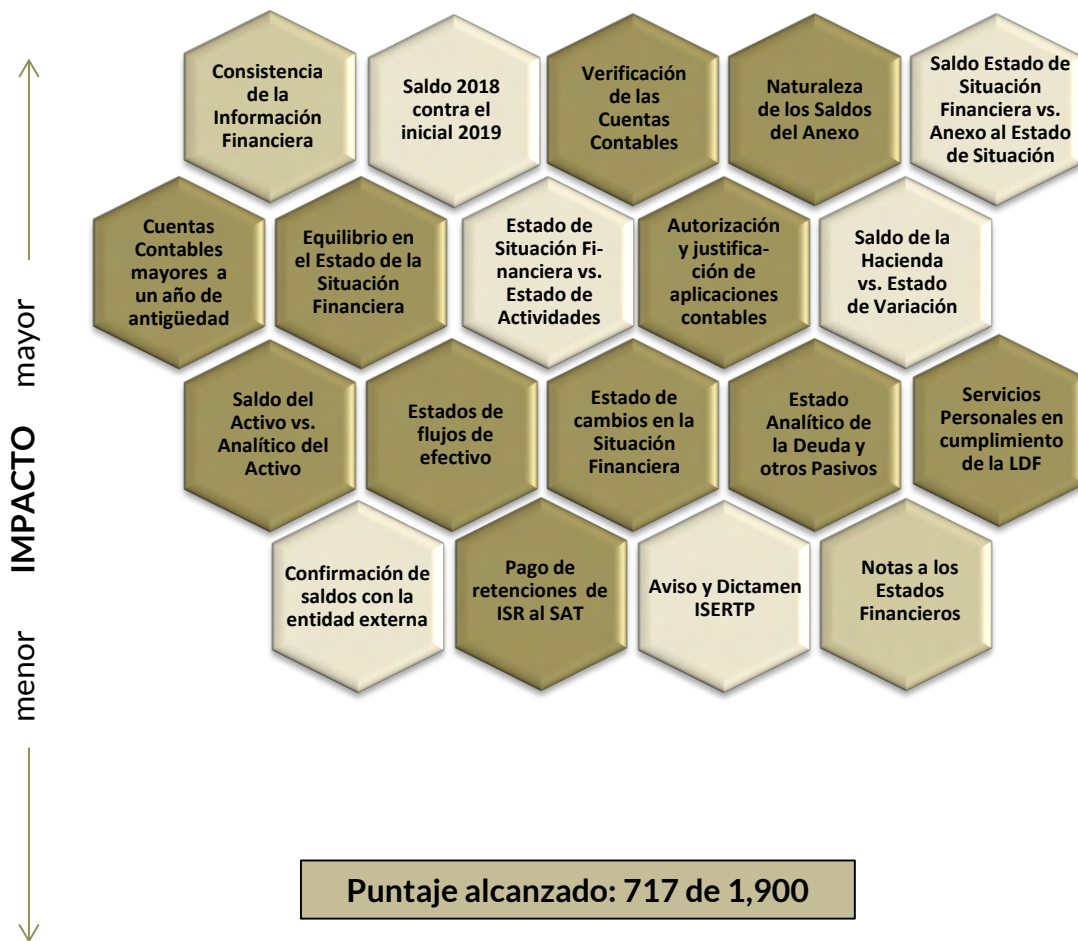 Consistencia
de la
Información
Financiera
Saldo 2018
contra el
inicial 2019
Verificación
de las
Cuentas
Contables
Naturaleza
de los Saldos
del Anexo
Saldo Estado de
Situación
Financiera vs.
Anexo al Estado
de Situación
Cuentas
Contables
mayores a
un año de
antigüedad
Equilibrio en
el Estado de la
Situación
Financiera
Estado de
Situación Fi-
nanciera vs.
Estado de
Actividades
Autorización
y justifica-
ción de
aplicaciones
contables
Saldo de la
Hacienda
vs. Estado
de Variación
Saldo del
Activo vs.
Analítico del
Activo
Estados de
flujos de
efectivo
Estado de
cambios en la
Situación
Financiera
Estado
Analítico de
la Deuda y
otros Pasivos
Servicios
Personales en
cumplimiento
de la LDF
Confirmación de
saldos con la
entidad externa
Pago de
retenciones de
ISR al SAT
Aviso y Dictamen
ISERTP
Notas a los
Estados
Financieros
menor IMPACTO mayor
Puntaje alcanzado: 717 de 1,900